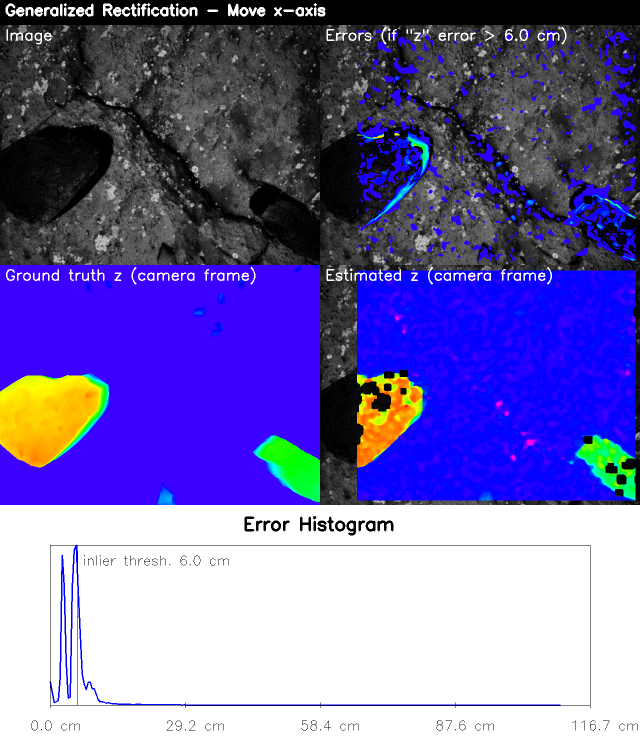 Generalized Rectification - Move x-axis
Image
Errors (if "z" error > 6.0 cm)
Ground truth z (camera frame)
Estimated z (camera frame)
Error Histogram
inlier thresh. 6.0 cm
0.0 cm
29.2 cm
58.4 cm
87.6 cm
116.7 cm